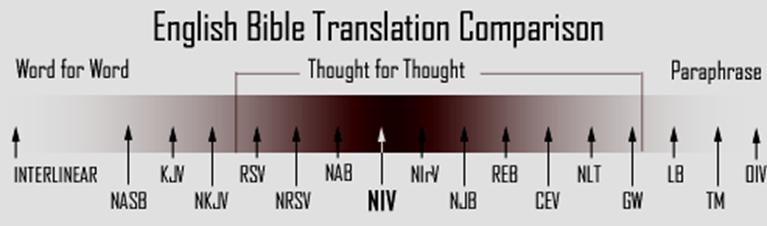 English Bible Translation Comparison
Word for Word Thought for Thought Paraphrase
INTERLINEAR KJV RSV NAB NIrV REB NLT LB OIV
NASB NKJV NRSV NIV NJB CEV GW TM